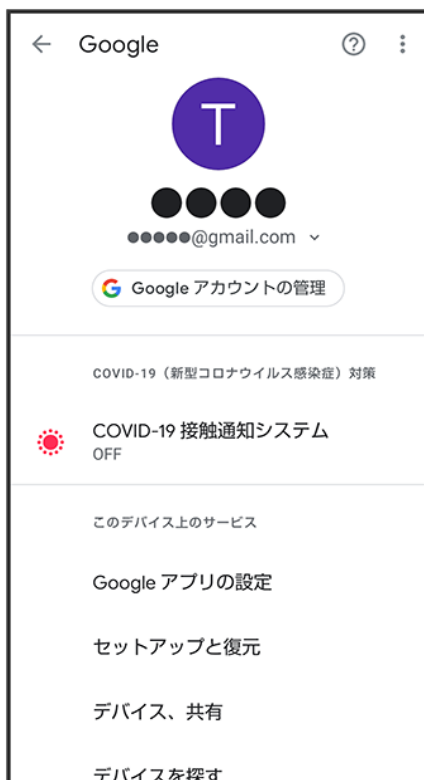 Google
T
●●●●
●●●●●@gmail.com
Google アカウントの管理
COVID-19（新型コロナウイルス感染症）対策
COVID-19 接触通知システム
OFF
このデバイス上のサービス
Google アプリの設定
セットアップと復元
デバイス、共有
デバイスを探す